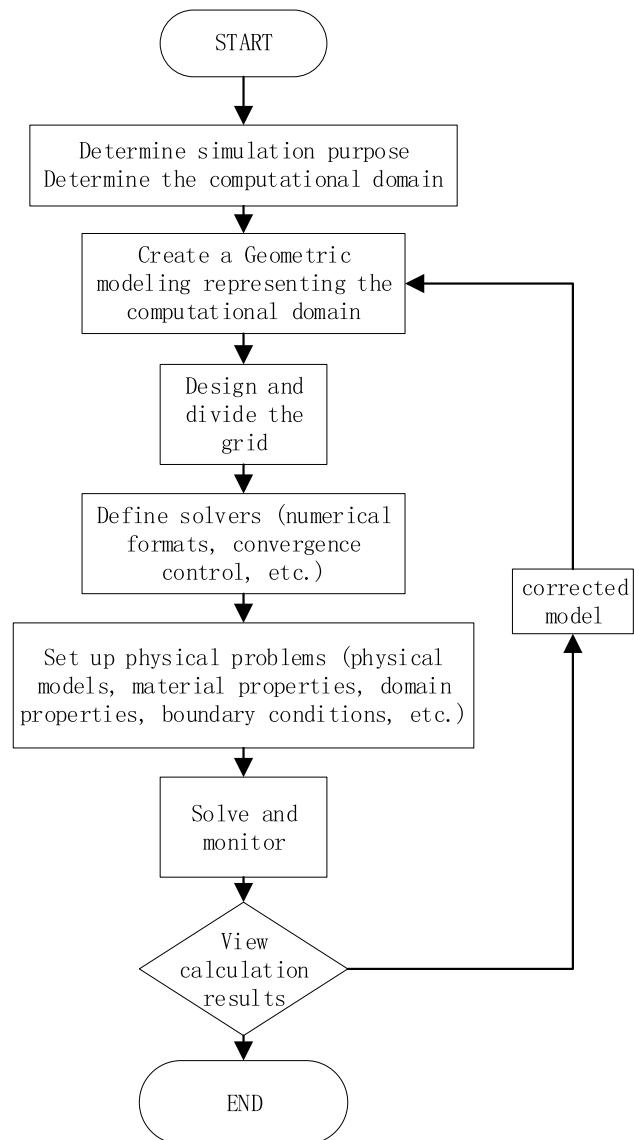 START
Determine simulation purpose
Determine the computational domain
Create a Geometric
modeling representing the
computational domain
Design and
divide the
grid
Define solvers (numerical
formats, convergence
control, etc.)
corrected
model
Set up physical problems (physical
models, material properties, domain
properties, boundary conditions, etc.)
Solve and
monitor
View
calculation
results
END